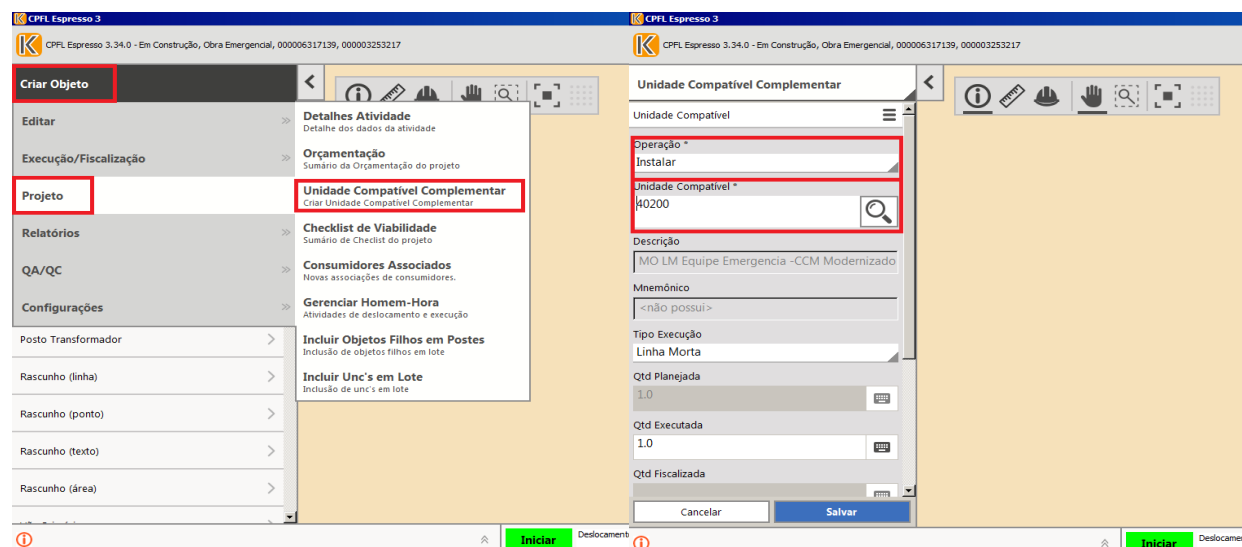 CPFL Espresso 3
CPFL Espresso 3.34.0 - Em Construção, Obra Emergencial, 000006317139, 000003253217
Criar Objeto
Editar
Execução/Fiscalização
Projeto
Relatórios
QA/QC
Configurações
Posto Transformador
Rascunho (linha)
Rascunho (ponto)
Rascunho (texto)
Rascunho (área)
Detalhes Atividade
Detalhe dos dados da atividade
Orçamentação
Sumário da Orçamentação do projeto
Unidade Compatível Complementar
Criar Unidade Compatível Complementar
Checklist de Viabilidade
Sumário de Checlist do projeto
Consumidores Associados
Novas associações de consumidores.
Gerenciar Homem-Hora
Atividades de deslocamento e execução
Incluir Objetos Filhos em Postes
Inclusão de objetos filhos em lote
Incluir Unc's em Lote
Inclusão de unc's em lote
Iniciar
CPFL Espresso 3
CPFL Espresso 3.34.0 - Em Construção, Obra Emergencial, 000006317139, 000003253217
Unidade Compatível Complementar
Unidade Compatível
Operação *
Instalar
Unidade Compatível *
40200
Descrição
MO LM Equipe Emergencia -CCM Modernizado
Mnemônico
<não possui>
Tipo Execução
Linha Morta
Qtd Planejada
1.0
Qtd Executada
1.0
Qtd Fiscalizada
Cancelar
Salvar
Iniciar